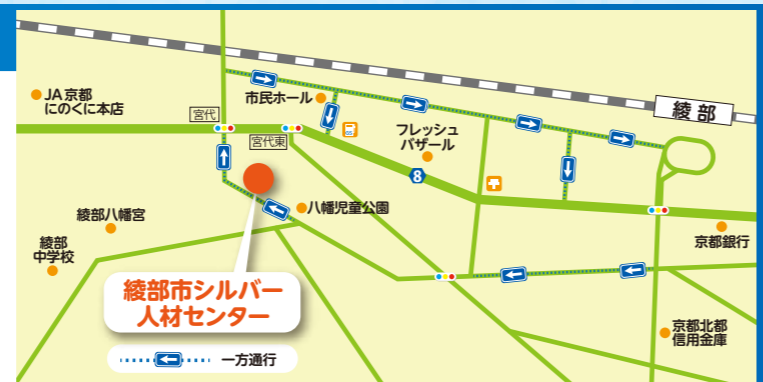 JA京都
にのくに本店
宮代
市民ホール
宮代東
GS
フレッシュ
バザール
8
綾部
綾部八幡宮
綾部
中学校
八幡児童公園
京都銀行
綾部市シルバー
人材センター
京都北都
信用金庫
一方通行